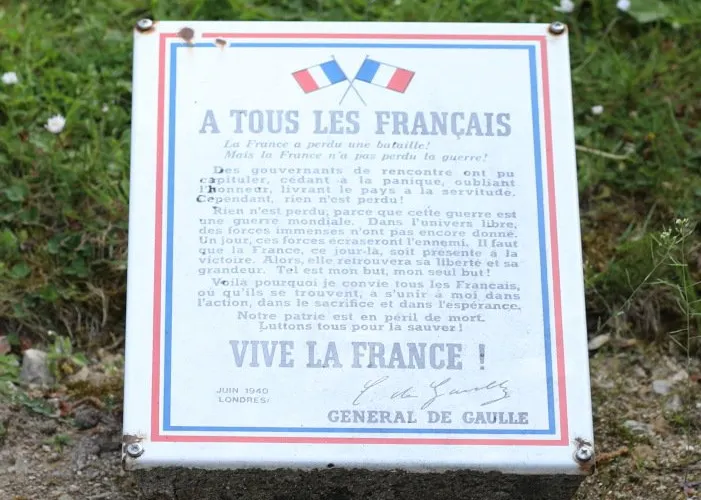 A TOUS LES FRANÇAIS
La France a perdu une bataille!
Mais la France n'a pas perdu la guerre!
Des gouvernants de rencontre ont pu
capituler, cédant à la panique, oubliant
l'honneur, livrant le pays à la servitude.
Cependant, rien n'est perdu!
Rien n'est perdu, parce que cette guerre est
une guerre mondiale. Dans l'univers libre,
des forces immenses n'ont pas encore donné.
Un jour, ces forces écraseront l'ennemi. Il faut
que la France, ce jour-là, soit présente à la
victoire. Alors, elle retrouvera sa liberté et sa
grandeur. Tel est mon but, mon seul but!
Voilà pourquoi je convie tous les Français,
où qu'ils se trouvent, à s'unir à moi dans
l'action, dans le sacrifice et dans l'espérance.
Notre patrie est en péril de mort.
Luttons tous pour la sauver!
VIVE LA FRANCE !
JUIN 1940
LONDRES
C. de Gaulle
GENERAL DE GAULLE